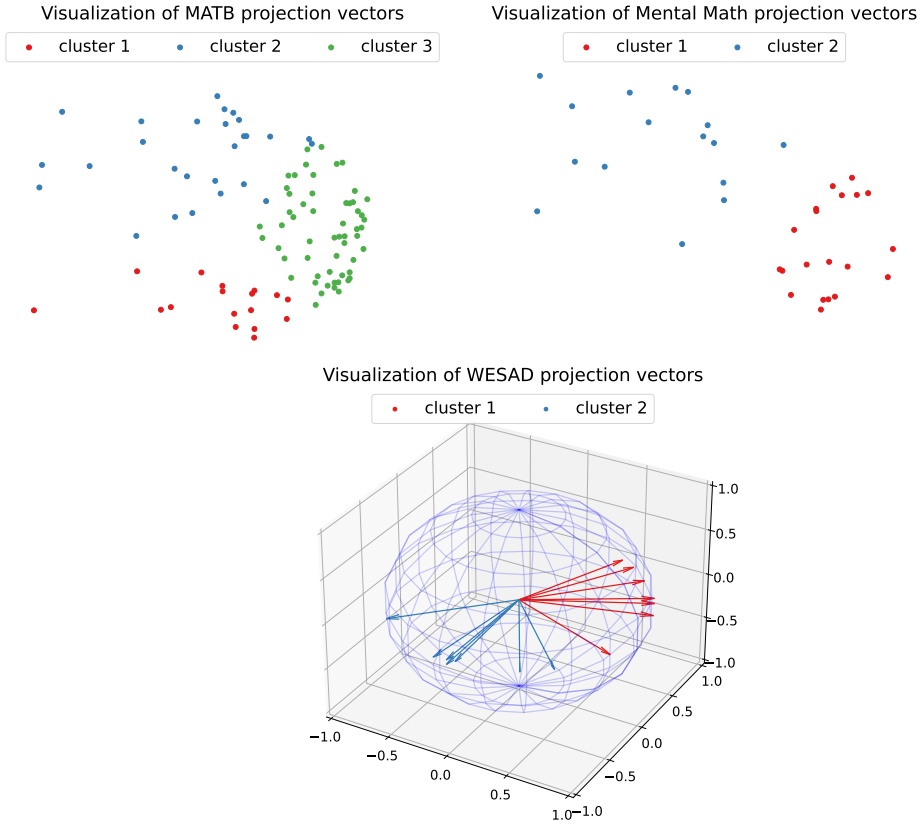 Visualization of MATB projection vectors
cluster 1 cluster 2 cluster 3
Visualization of Mental Math projection vectors
cluster 1 cluster 2
Visualization of WESAD projection vectors
cluster 1 cluster 2
1.0
0.5
0.0
−0.5
−1.0
1.0
0.5
0.0
−0.5
−1.0
−1.0
−0.5
0.0
0.5
1.0